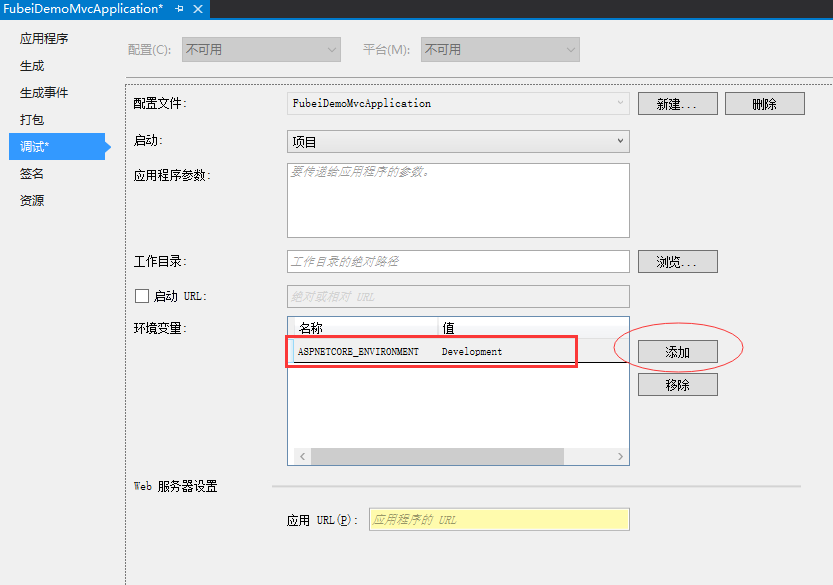 FubeiDemoMvcApplication*
应用程序
生成
生成事件
打包
调试*
签名
资源
配置(C): 不可用 平台(M): 不可用
配置文件: FubeiDemoMvcApplication 新建... 删除
启动: 项目
应用程序参数: 要传递给应用程序的参数。
工作目录: 工作目录的绝对路径 浏览...
启动 URL: 绝对或相对 URL
环境变量: 名称 值
ASPNETCORE_ENVIRONMENT Development 添加
移除
Web 服务器设置
应用 URL(P): 应用程序的 URL